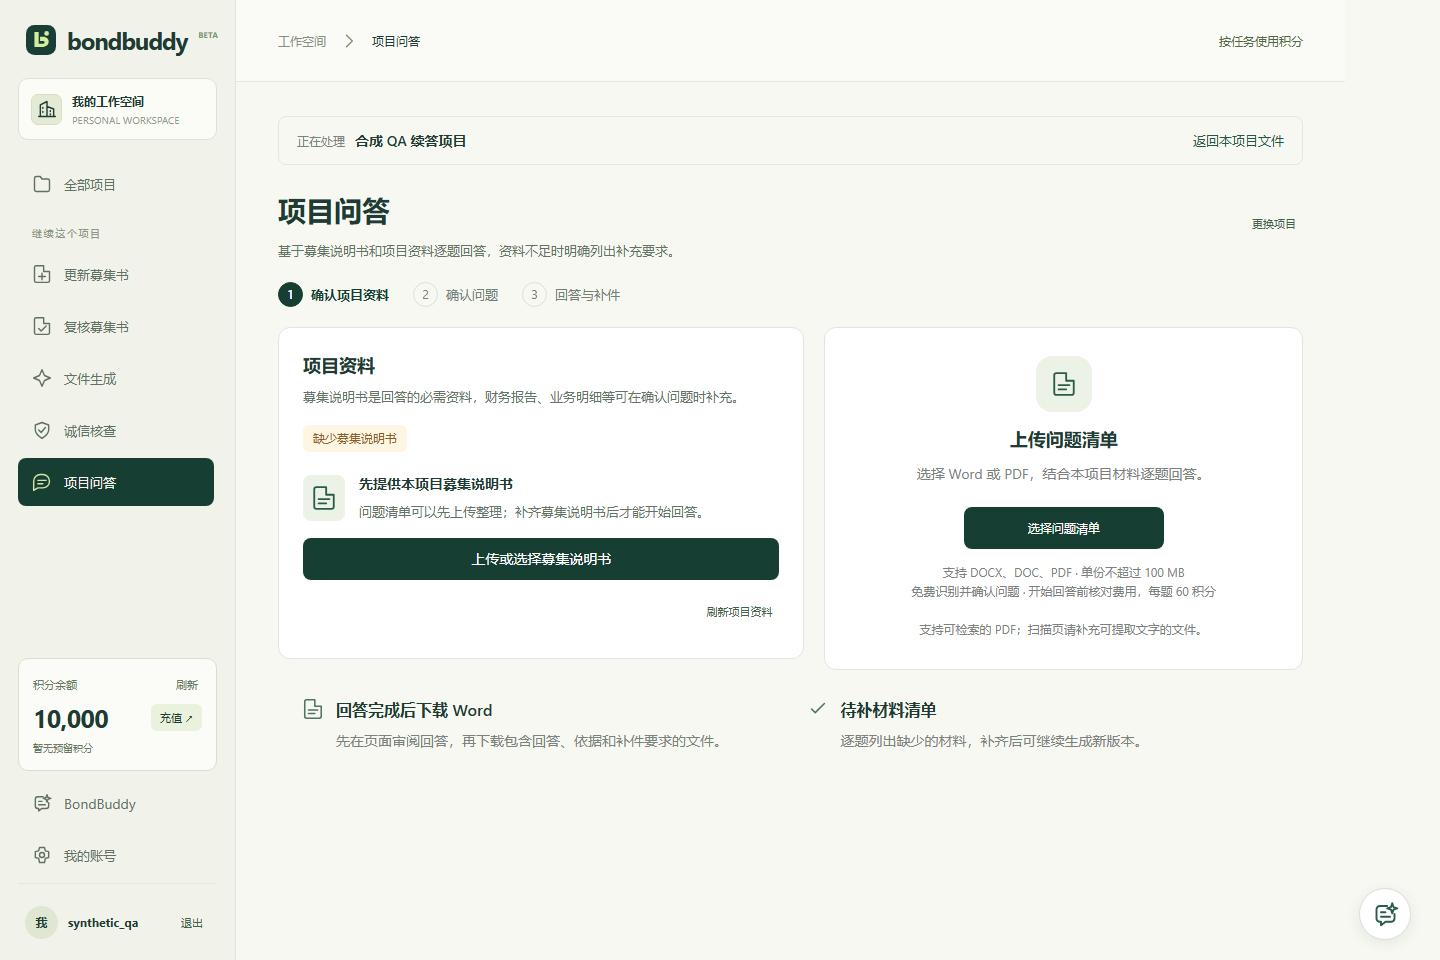 bondbuddy BETA
我的工作空间
PERSONAL WORKSPACE
全部项目
继续这个项目
更新募集书
复核募集书
文件生成
诚信核查
项目问答
积分余额 刷新
10,000 充值 ↗
暂无预留积分
BondBuddy
我的账号
我 synthetic_qa 退出
工作空间 > 项目问答 按任务使用积分
正在处理 合成 QA 续答项目 返回本项目文件
项目问答
更换项目
基于募集说明书和项目资料逐题回答，资料不足时明确列出补充要求。
1 确认项目资料 2 确认问题 3 回答与补件
项目资料
募集说明书是回答的必需资料，财务报告、业务明细等可在确认问题时补充。
缺少募集说明书
先提供本项目募集说明书
问题清单可以先上传整理；补齐募集说明书后才能开始回答。
上传或选择募集说明书
刷新项目资料
上传问题清单
选择 Word 或 PDF，结合本项目材料逐题回答。
选择问题清单
支持 DOCX、DOC、PDF · 单份不超过 100 MB
免费识别并确认问题 · 开始回答前核对费用，每题 60 积分
支持可检索的 PDF；扫描页请补充可提取文字的文件。
回答完成后下载 Word
先在页面审阅回答，再下载包含回答、依据和补件要求的文件。
待补材料清单
逐题列出缺少的材料，补齐后可继续生成新版本。